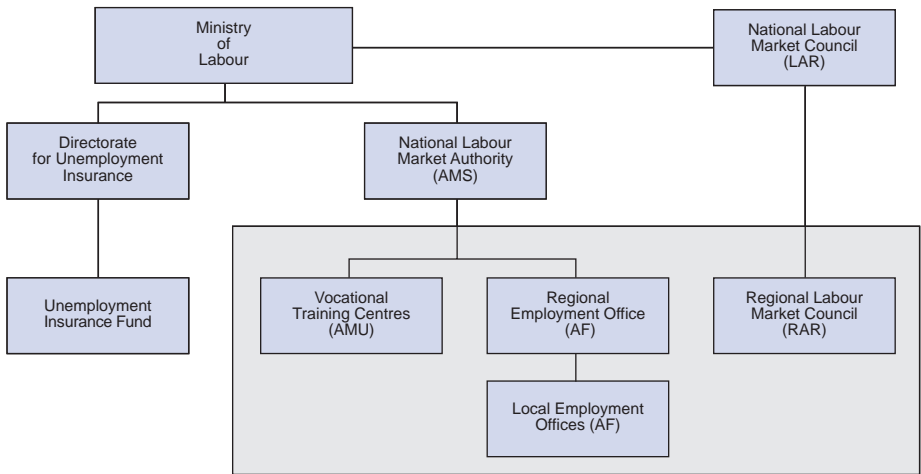 Ministry
of
Labour
National Labour
Market Council
(LAR)
Directorate
for Unemployment
Insurance
National Labour
Market Authority
(AMS)
Unemployment
Insurance Fund
Vocational
Training Centres
(AMU)
Regional
Employment Office
(AF)
Regional Labour
Market Council
(RAR)
Local Employment
Offices (AF)